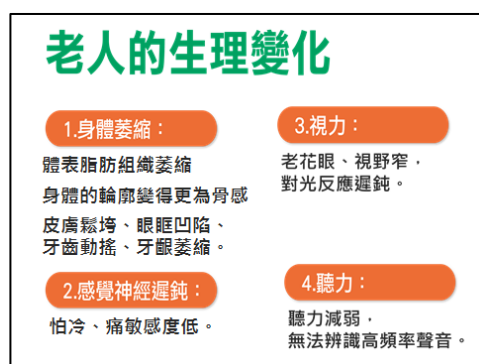 老人的生理變化
1.身體萎縮：
體表脂肪組織萎縮
身體的輪廓變得更為骨感
皮膚鬆垮、眼眶凹陷、
牙齒動搖、牙齦萎縮。
2.感覺神經遲鈍：
怕冷、痛敏感度低。
3.視力：
老花眼、視野窄，
對光反應遲鈍。
4.聽力：
聽力減弱，
無法辨識高頻率聲音。